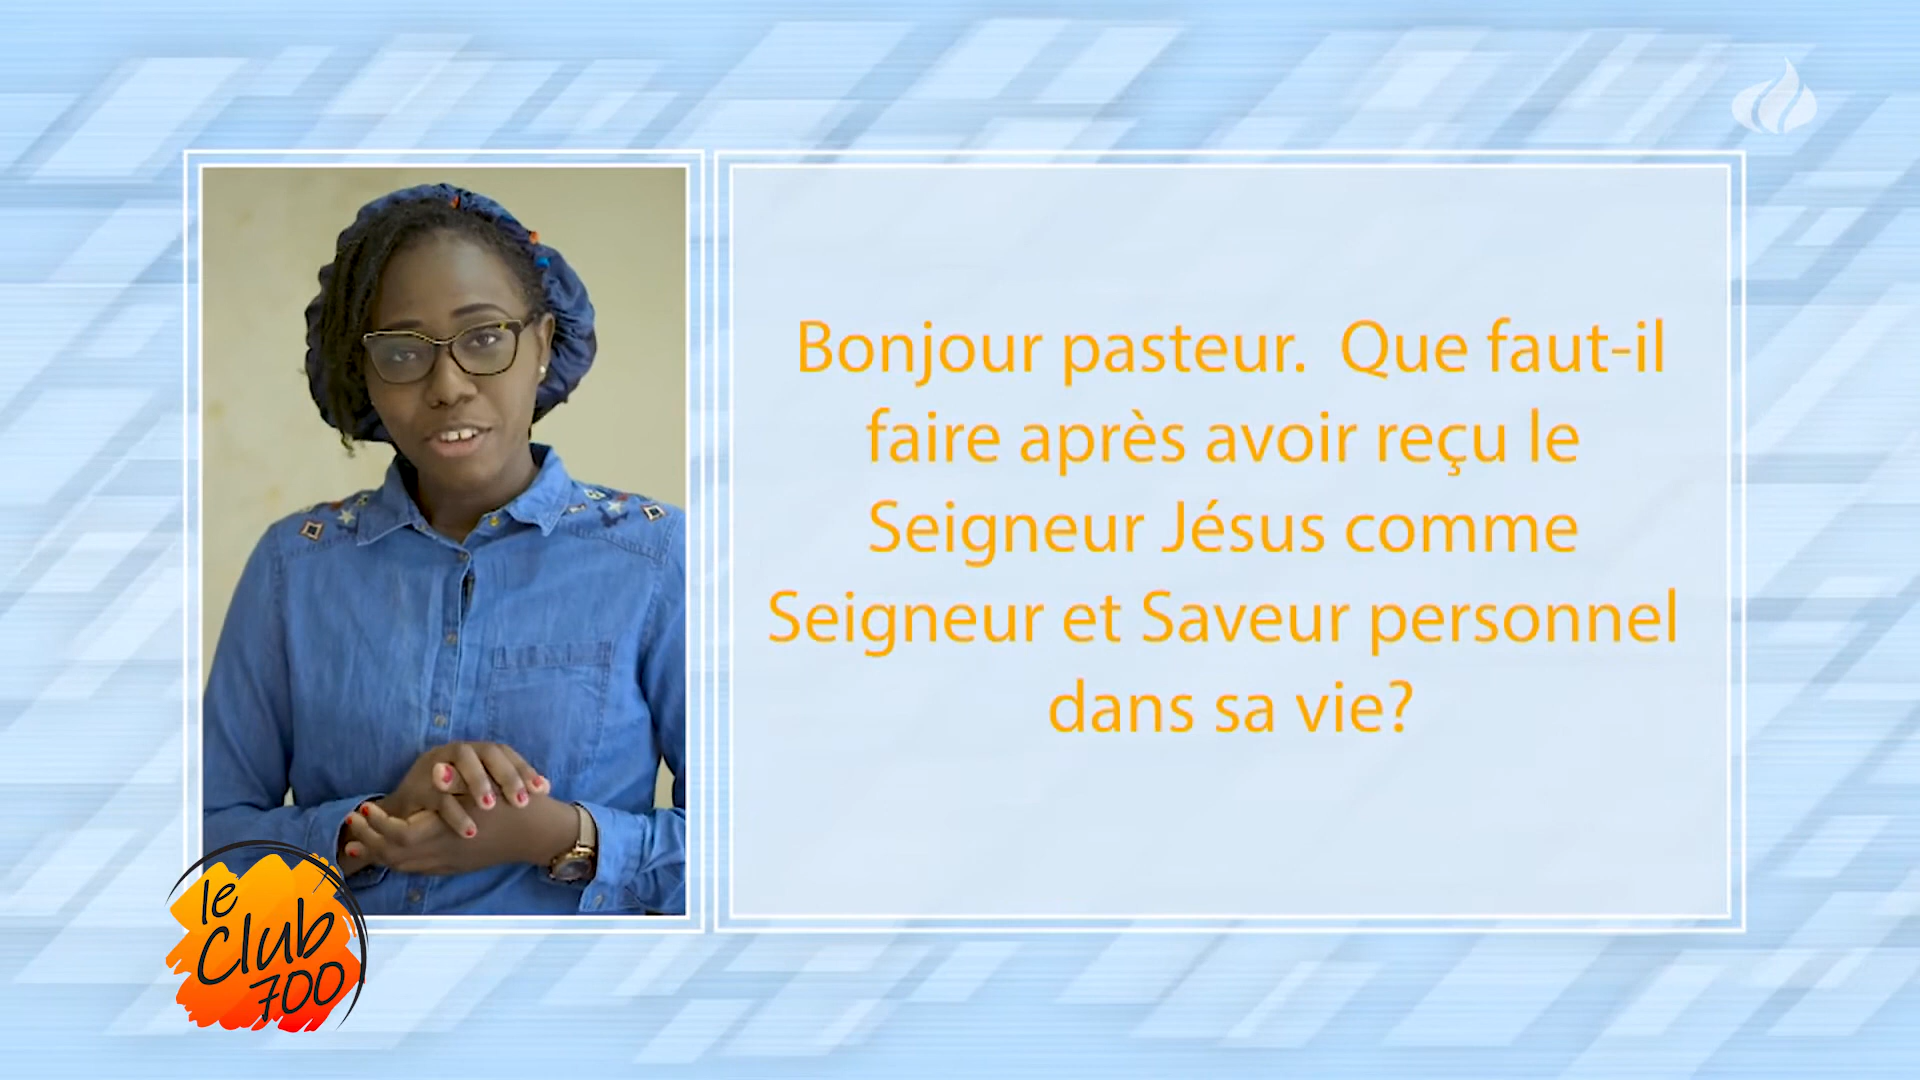 Bonjour pasteur.  Que faut-il
faire après avoir reçu le
Seigneur Jésus comme
Seigneur et Saveur personnel
dans sa vie?
le
Club
700